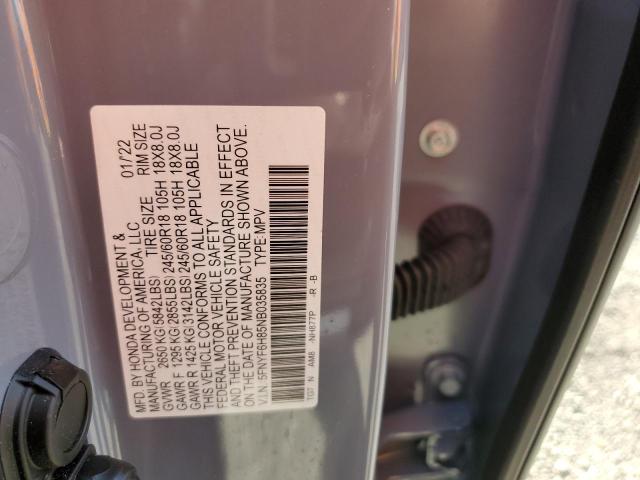 MFD. BY HONDA DEVELOPMENT &
MANUFACTURING OF AMERICA, LLC 01/22
TIRE SIZE RIM SIZE
GVWR 2650 KG(5842LBS)
GAWR F 1295 KG(2855LBS) 245/60R18 105H 18X8.0J
GAWR R 1425 KG(3142LBS) 245/60R18 105H 18X8.0J
THIS VEHICLE CONFORMS TO ALL APPLICABLE
FEDERAL MOTOR VEHICLE SAFETY
AND THEFT PREVENTION STANDARDS IN EFFECT
ON THE DATE OF MANUFACTURE SHOWN ABOVE.
V.I.N. 5FNYF6H65NB035835 TYPE: MPV
TG7 N AM8 -NH877P -R -B